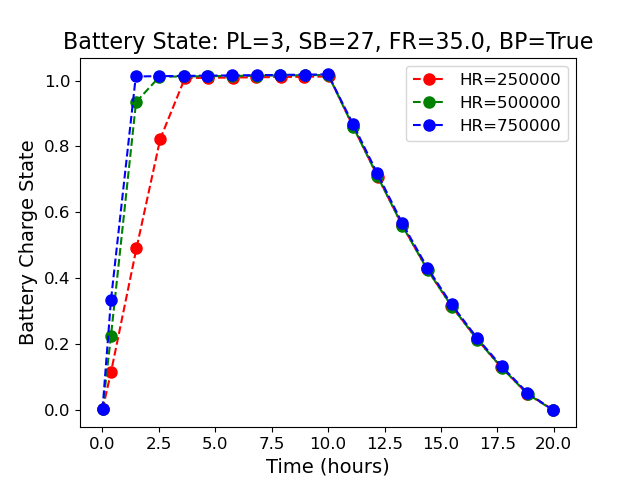 Battery State: PL=3, SB=27, FR=35.0, BP=True
HR=250000
HR=500000
HR=750000
Battery Charge State
1.0
0.8
0.6
0.4
0.2
0.0
0.0 2.5 5.0 7.5 10.0 12.5 15.0 17.5 20.0
Time (hours)